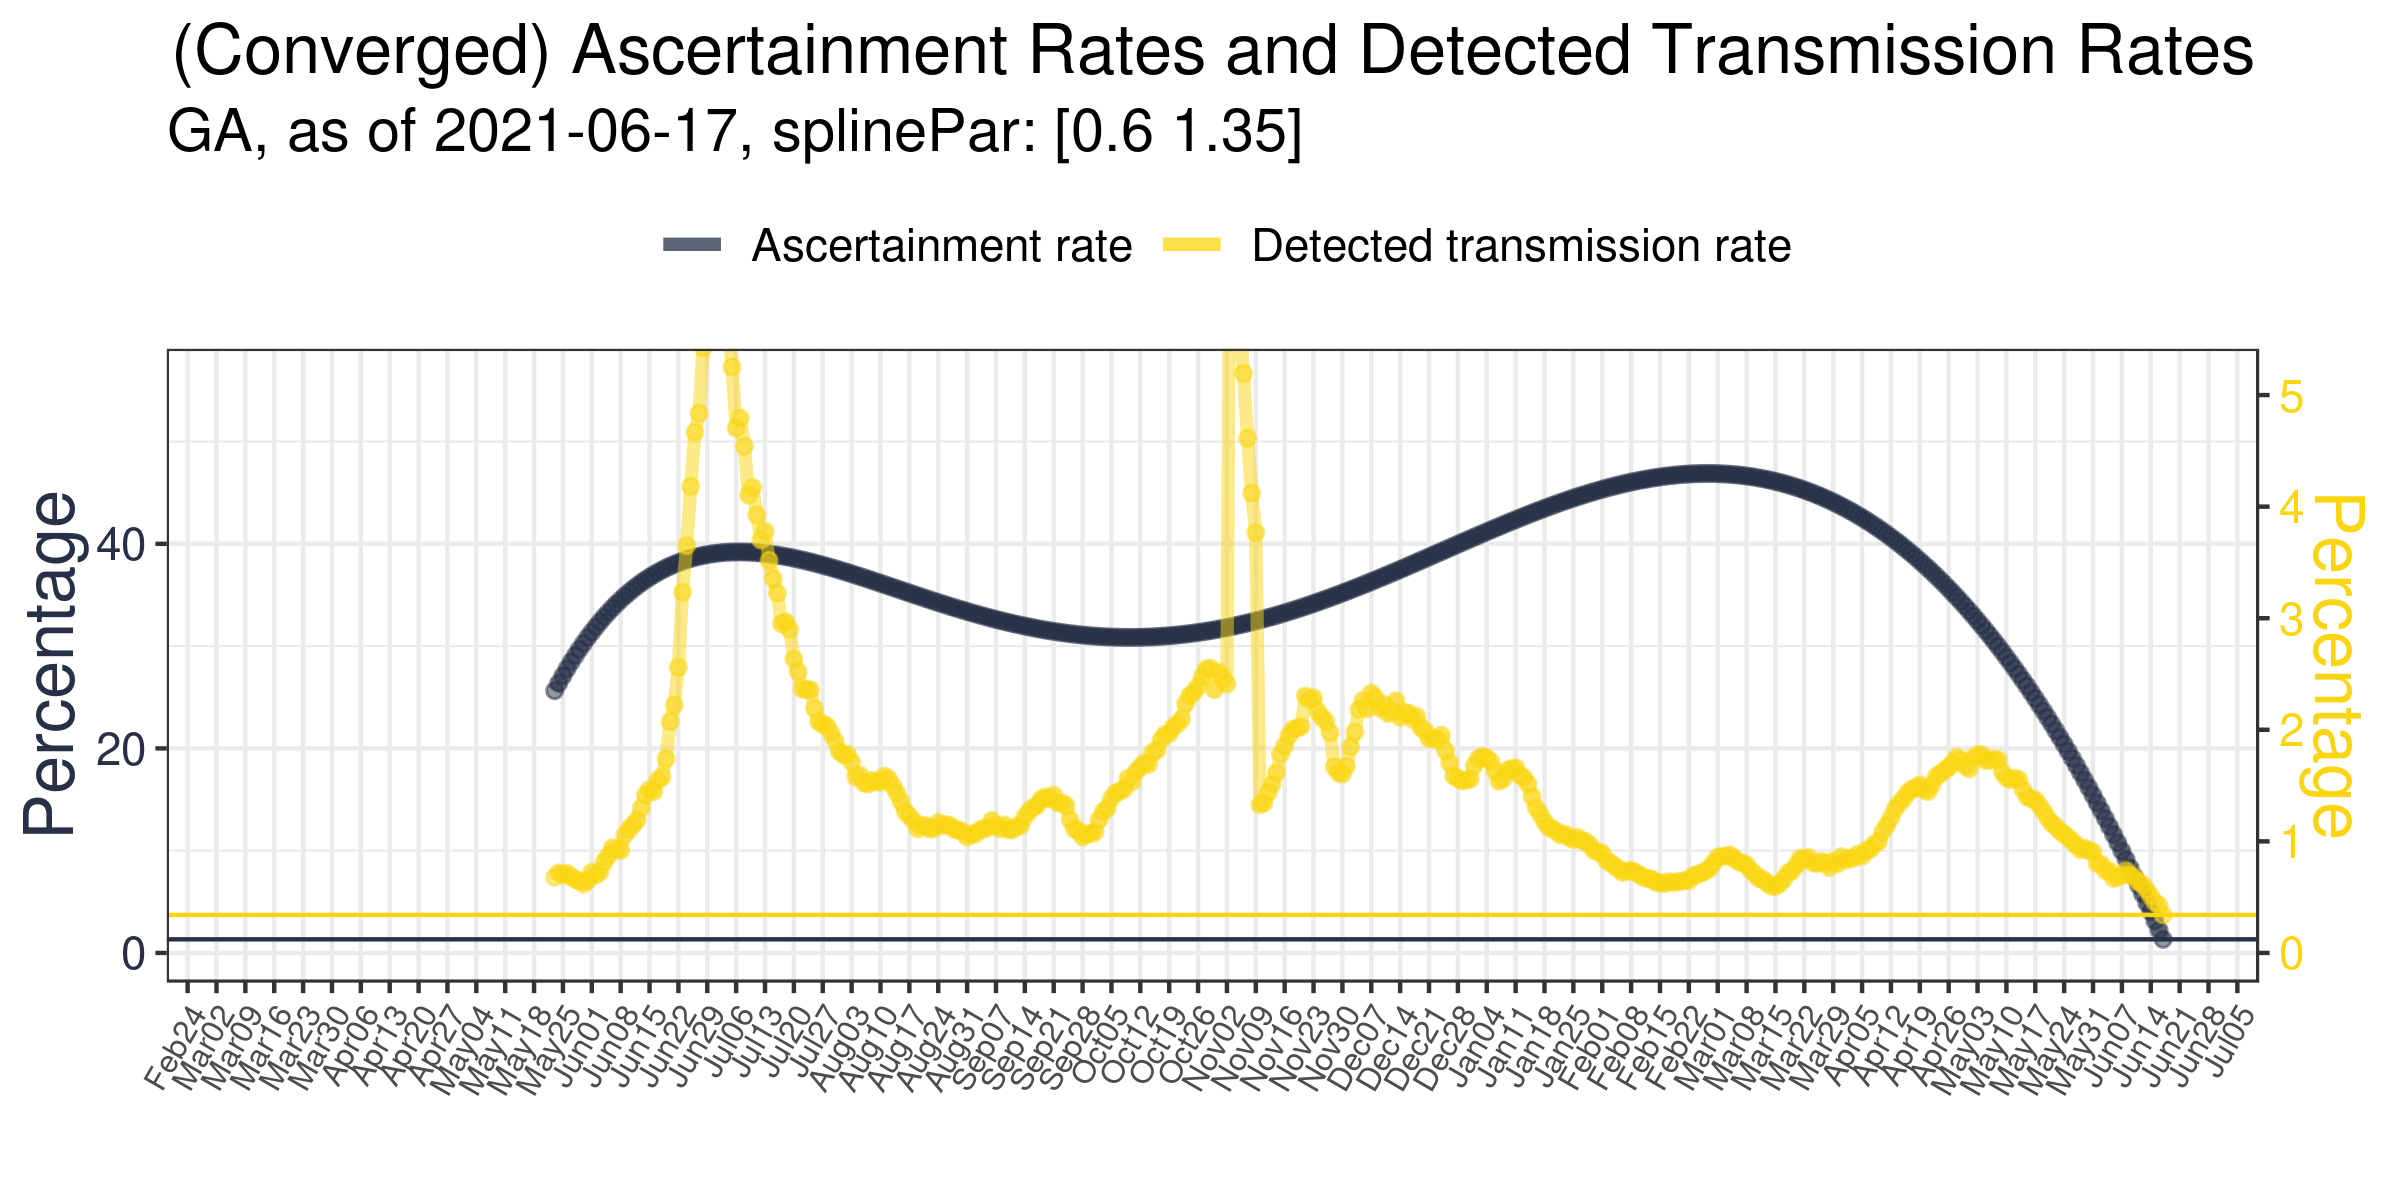 (Converged) Ascertainment Rates and Detected Transmission Rates
GA, as of 2021-06-17, splinePar: [0.6 1.35]
Ascertainment rate Detected transmission rate
Percentage
40
20
0
5
4
3
2
1
0
Percentage
Feb24 Mar02 Mar09 Mar16 Mar23 Mar30 Apr06 Apr13 Apr20 Apr27 May04 May11 May18 May25 Jun01 Jun08 Jun15 Jun22 Jun29 Jul06 Jul13 Jul20 Jul27 Aug03 Aug10 Aug17 Aug24 Aug31 Sep07 Sep14 Sep21 Sep28 Oct05 Oct12 Oct19 Oct26 Nov02 Nov09 Nov16 Nov23 Nov30 Dec07 Dec14 Dec21 Dec28 Jan04 Jan11 Jan18 Jan25 Feb01 Feb08 Feb15 Feb22 Mar01 Mar08 Mar15 Mar22 Mar29 Apr05 Apr12 Apr19 Apr26 May03 May10 May17 May24 May31 Jun07 Jun14 Jun21 Jun28 Jul05